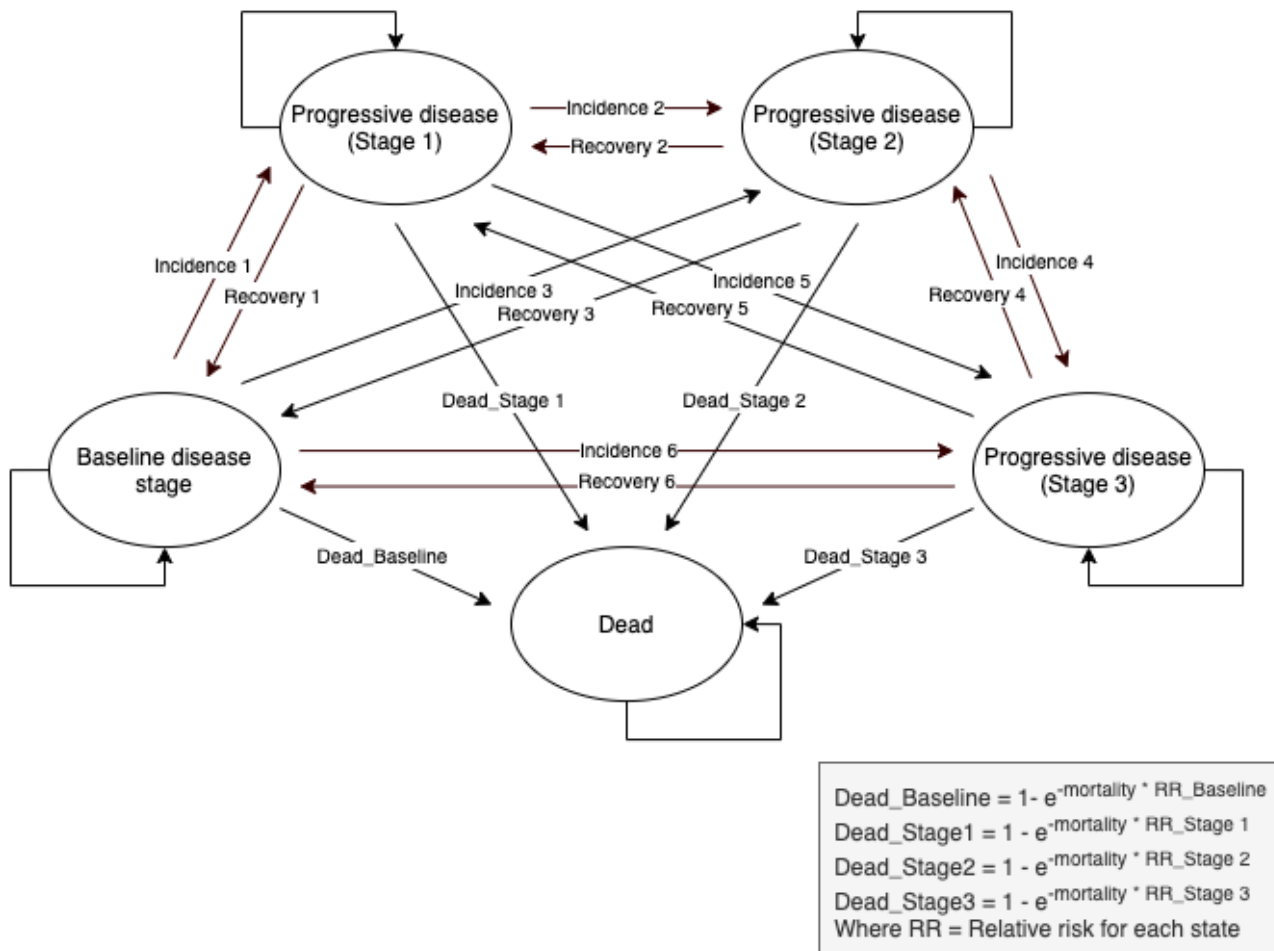 Progressive disease
(Stage 1)
Progressive disease
(Stage 2)
Incidence 2
Recovery 2
Incidence 1
Recovery 1
Incidence 3
Recovery 3
Incidence 5
Recovery 5
Incidence 4
Recovery 4
Dead_Stage 1
Dead_Stage 2
Baseline disease
stage
Incidence 6
Recovery 6
Progressive disease
(Stage 3)
Dead_Baseline
Dead_Stage 3
Dead
Dead_Baseline = 1- e-mortality * RR_Baseline
Dead_Stage1 = 1 - e-mortality * RR_Stage 1
Dead_Stage2 = 1 - e-mortality * RR_Stage 2
Dead_Stage3 = 1 - e-mortality * RR_Stage 3
Where RR = Relative risk for each state